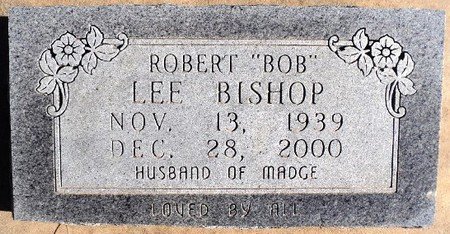 ROBERT "BOB"
LEE BISHOP
NOV. 13, 1939
DEC. 28, 2000
HUSBAND OF MADGE
LOVED BY ALL